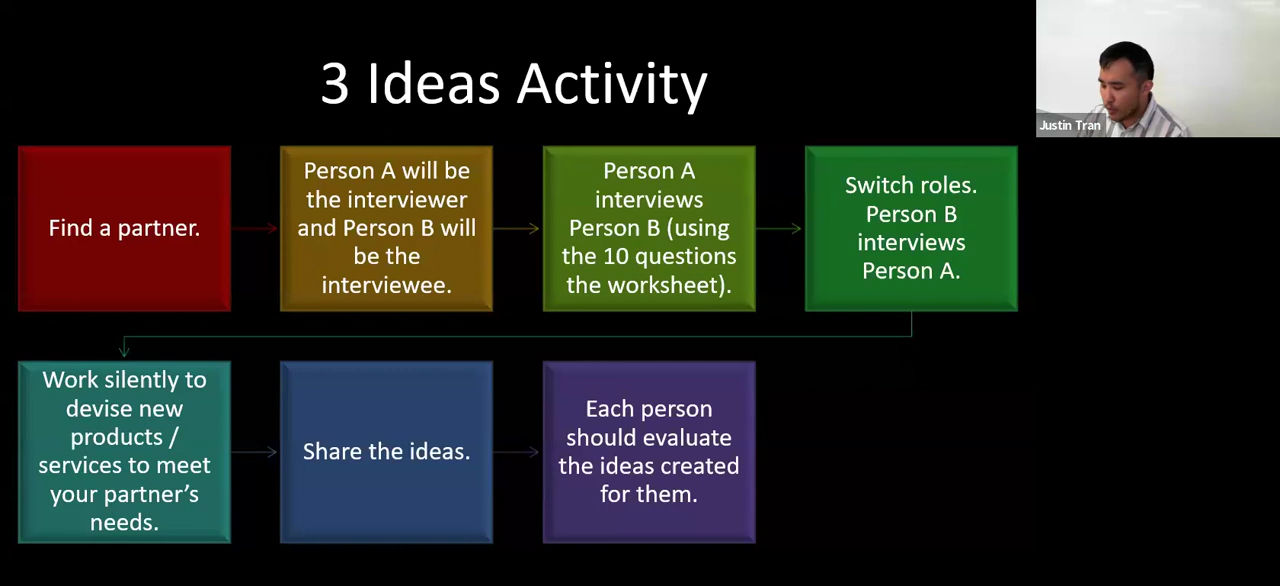 3 Ideas Activity
Justin Tran
Find a partner.
Person A will be
the interviewer
and Person B will
be the
interviewee.
Person A
interviews
Person B (using
the 10 questions
the worksheet).
Switch roles.
Person B
interviews
Person A.
Work silently to
devise new
products /
services to meet
your partner’s
needs.
Share the ideas.
Each person
should evaluate
the ideas created
for them.